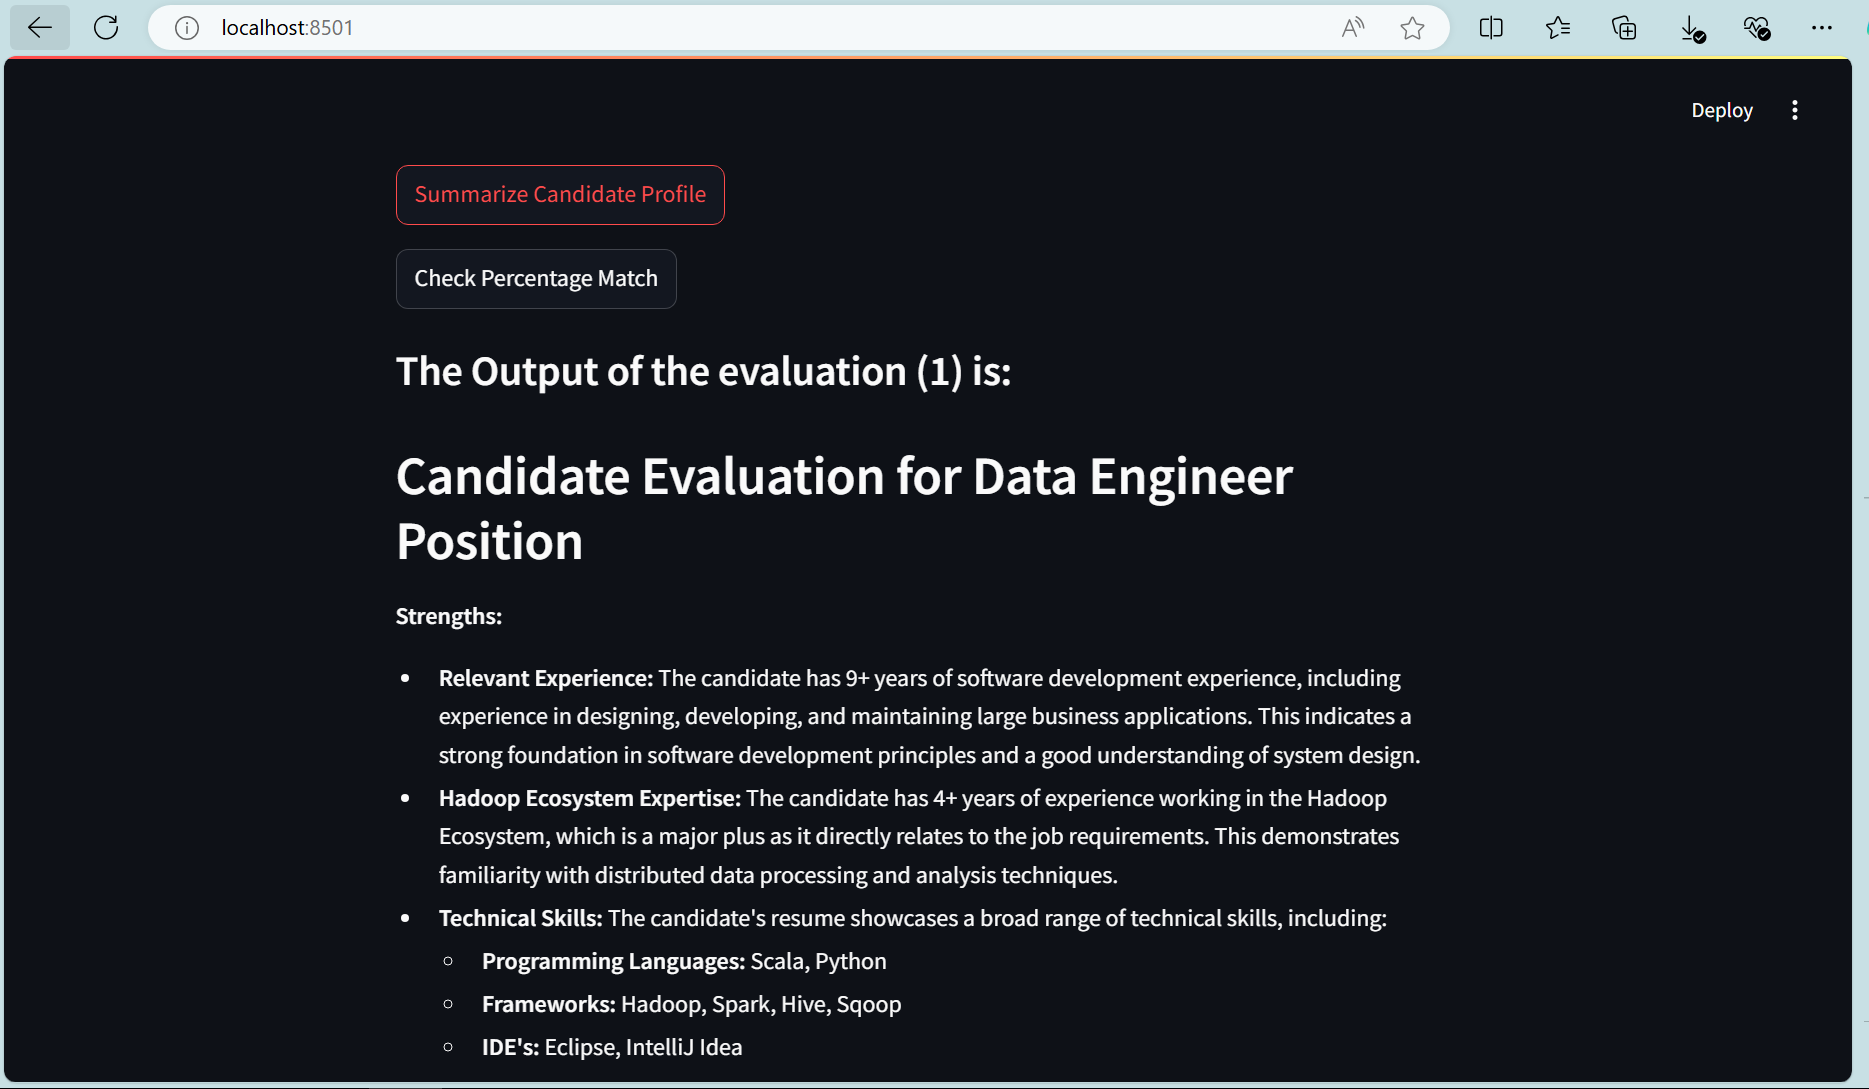 localhost:8501
Deploy
Summarize Candidate Profile
Check Percentage Match
The Output of the evaluation (1) is:
Candidate Evaluation for Data Engineer
Position
Strengths:
Relevant Experience: The candidate has 9+ years of software development experience, including
experience in designing, developing, and maintaining large business applications. This indicates a
strong foundation in software development principles and a good understanding of system design.
Hadoop Ecosystem Expertise: The candidate has 4+ years of experience working in the Hadoop
Ecosystem, which is a major plus as it directly relates to the job requirements. This demonstrates
familiarity with distributed data processing and analysis techniques.
Technical Skills: The candidate's resume showcases a broad range of technical skills, including:
Programming Languages: Scala, Python
Frameworks: Hadoop, Spark, Hive, Sqoop
IDE's: Eclipse, IntelliJ Idea